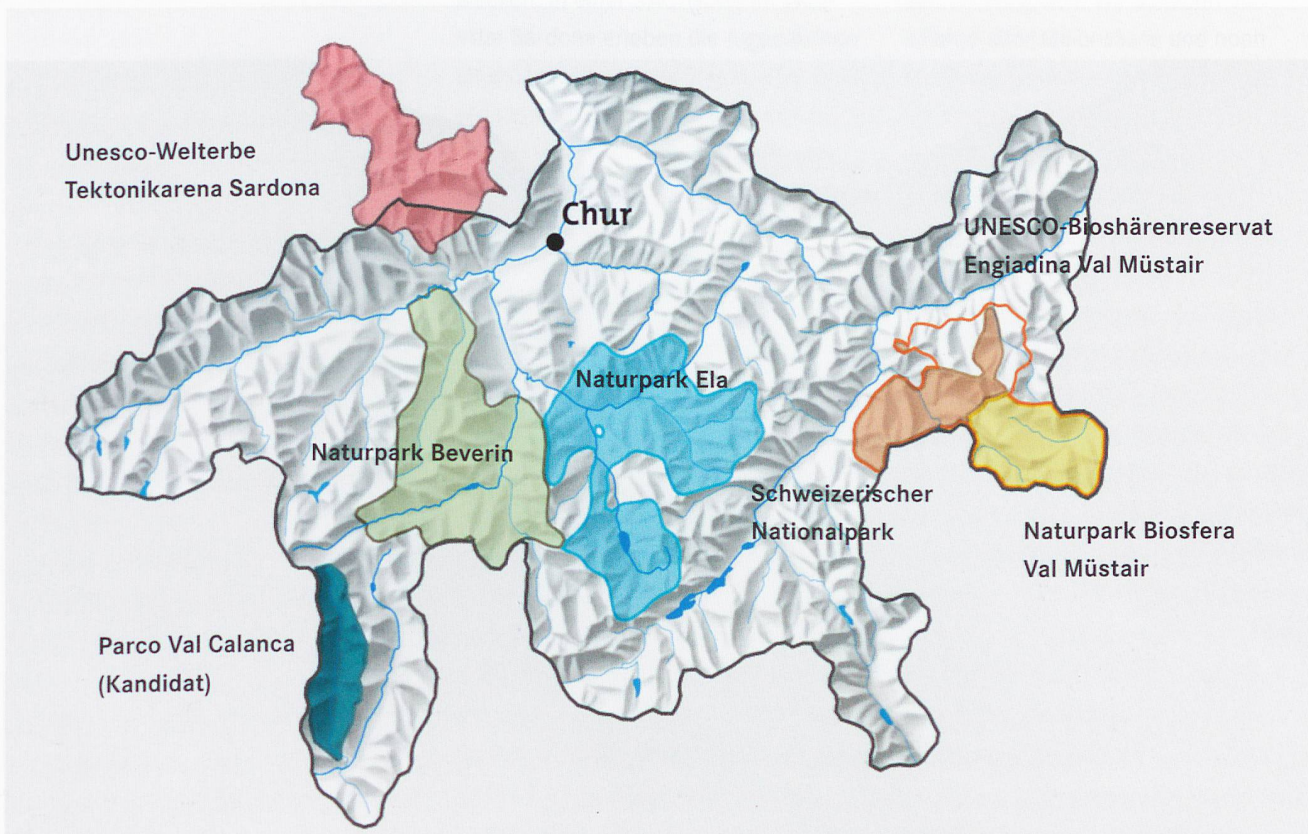 Unesco-Welterbe
Tektonikarena Sardona
Chur
UNESCO-Bioshärenreservat
Engiadina Val Müstair
Naturpark Ela
Naturpark Beverin
Schweizerischer
Nationalpark
Naturpark Biosfera
Val Müstair
Parco Val Calanca
(Kandidat)